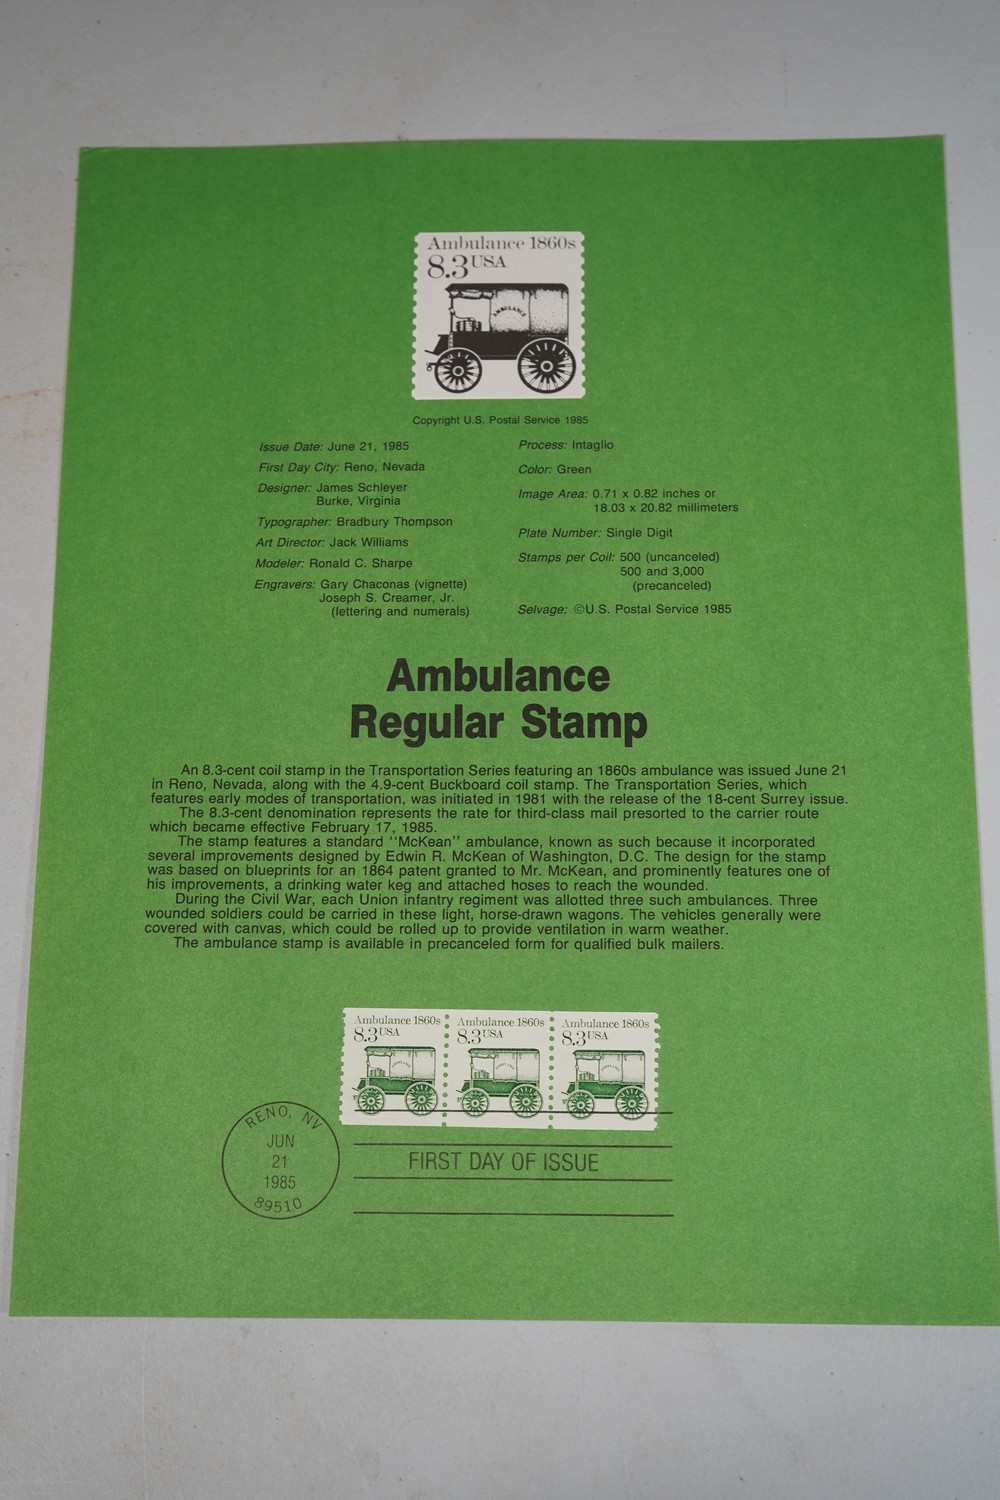 Ambulance 1860s
8.3 USA
AMBULANCE
Copyright U.S. Postal Service 1985
Issue Date: June 21, 1985
First Day City: Reno, Nevada
Designer: James Schleyer
Burke, Virginia
Typographer: Bradbury Thompson
Art Director: Jack Williams
Modeler: Ronald C. Sharpe
Engravers: Gary Chaconas (vignette)
Joseph S. Creamer, Jr.
(lettering and numerals)
Process: Intaglio
Color: Green
Image Area: 0.71 x 0.82 inches or
18.03 x 20.82 millimeters
Plate Number: Single Digit
Stamps per Coil: 500 (uncanceled)
500 and 3,000
(precanceled)
Selvage: ©U.S. Postal Service 1985
Ambulance
Regular Stamp
An 8.3-cent coil stamp in the Transportation Series featuring an 1860s ambulance was issued June 21
in Reno, Nevada, along with the 4.9-cent Buckboard coil stamp. The Transportation Series, which
features early modes of transportation, was initiated in 1981 with the release of the 18-cent Surrey issue.
The 8.3-cent denomination represents the rate for third-class mail presorted to the carrier route
which became effective February 17, 1985.
The stamp features a standard ''McKean'' ambulance, known as such because it incorporated
several improvements designed by Edwin R. McKean of Washington, D.C. The design for the stamp
was based on blueprints for an 1864 patent granted to Mr. McKean, and prominently features one of
his improvements, a drinking water keg and attached hoses to reach the wounded.
During the Civil War, each Union infantry regiment was allotted three such ambulances. Three
wounded soldiers could be carried in these light, horse-drawn wagons. The vehicles generally were
covered with canvas, which could be rolled up to provide ventilation in warm weather.
The ambulance stamp is available in precanceled form for qualified bulk mailers.
Ambulance 1860s
8.3 USA
Ambulance 1860s
8.3 USA
Ambulance 1860s
8.3 USA
RENO, NV
JUN
21
1985
89510
FIRST DAY OF ISSUE